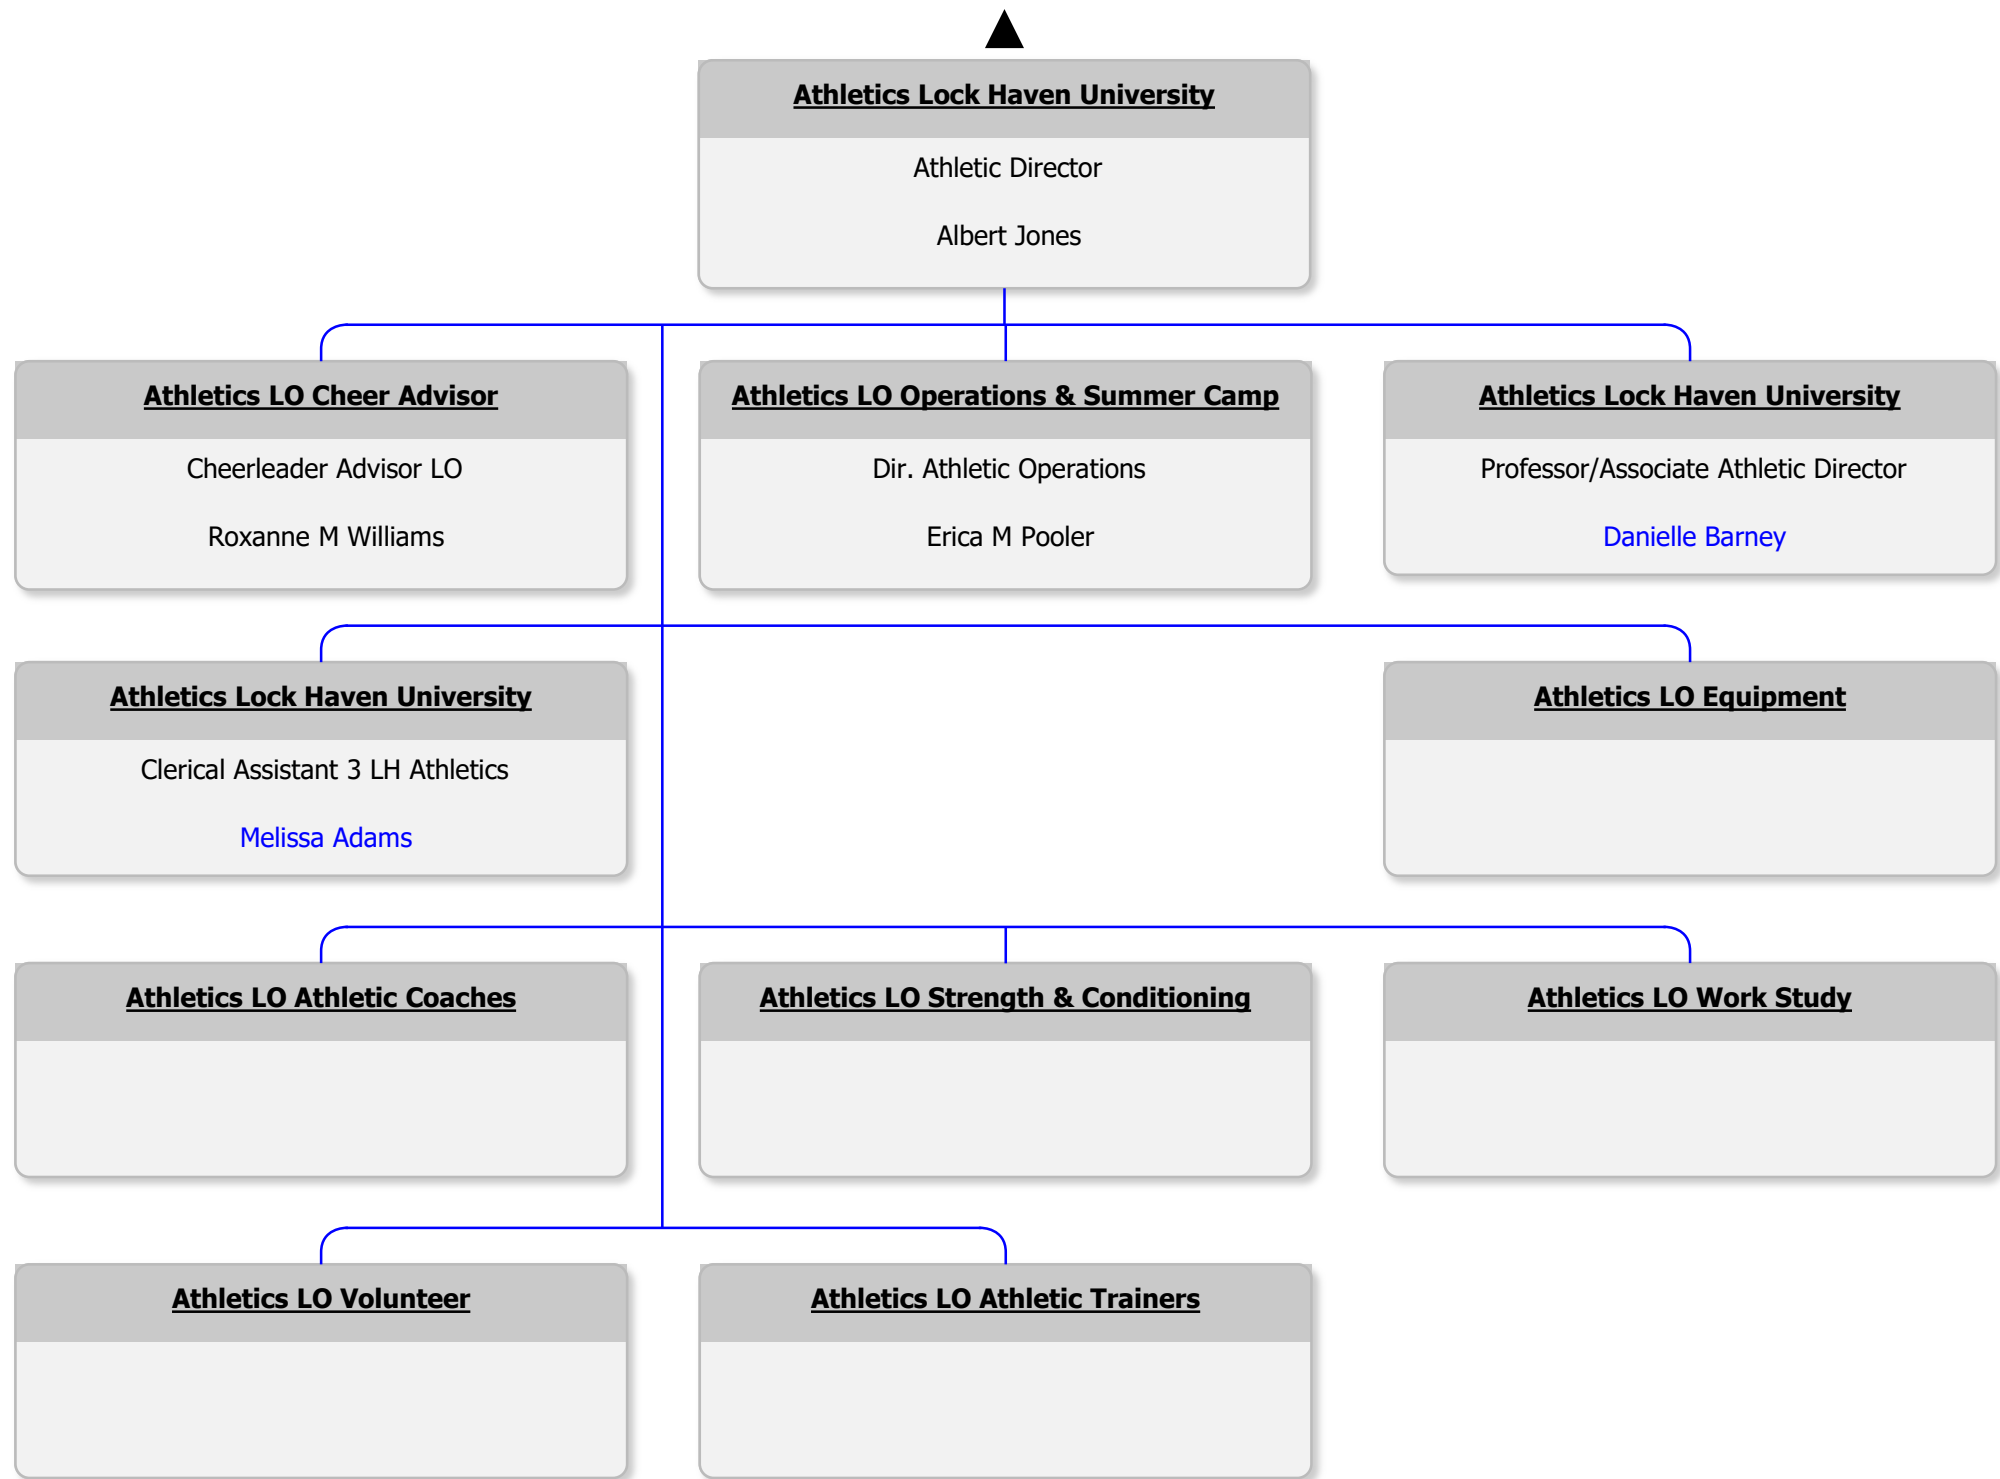 Athletics Lock Haven University
Athletic Director
Albert Jones
Athletics LO Cheer Advisor
Cheerleader Advisor LO
Roxanne M Williams
Athletics LO Operations & Summer Camp
Dir. Athletic Operations
Erica M Pooler
Athletics Lock Haven University
Professor/Associate Athletic Director
Danielle Barney
Athletics Lock Haven University
Clerical Assistant 3 LH Athletics
Melissa Adams
Athletics LO Equipment
Athletics LO Athletic Coaches
Athletics LO Strength & Conditioning
Athletics LO Work Study
Athletics LO Volunteer
Athletics LO Athletic Trainers